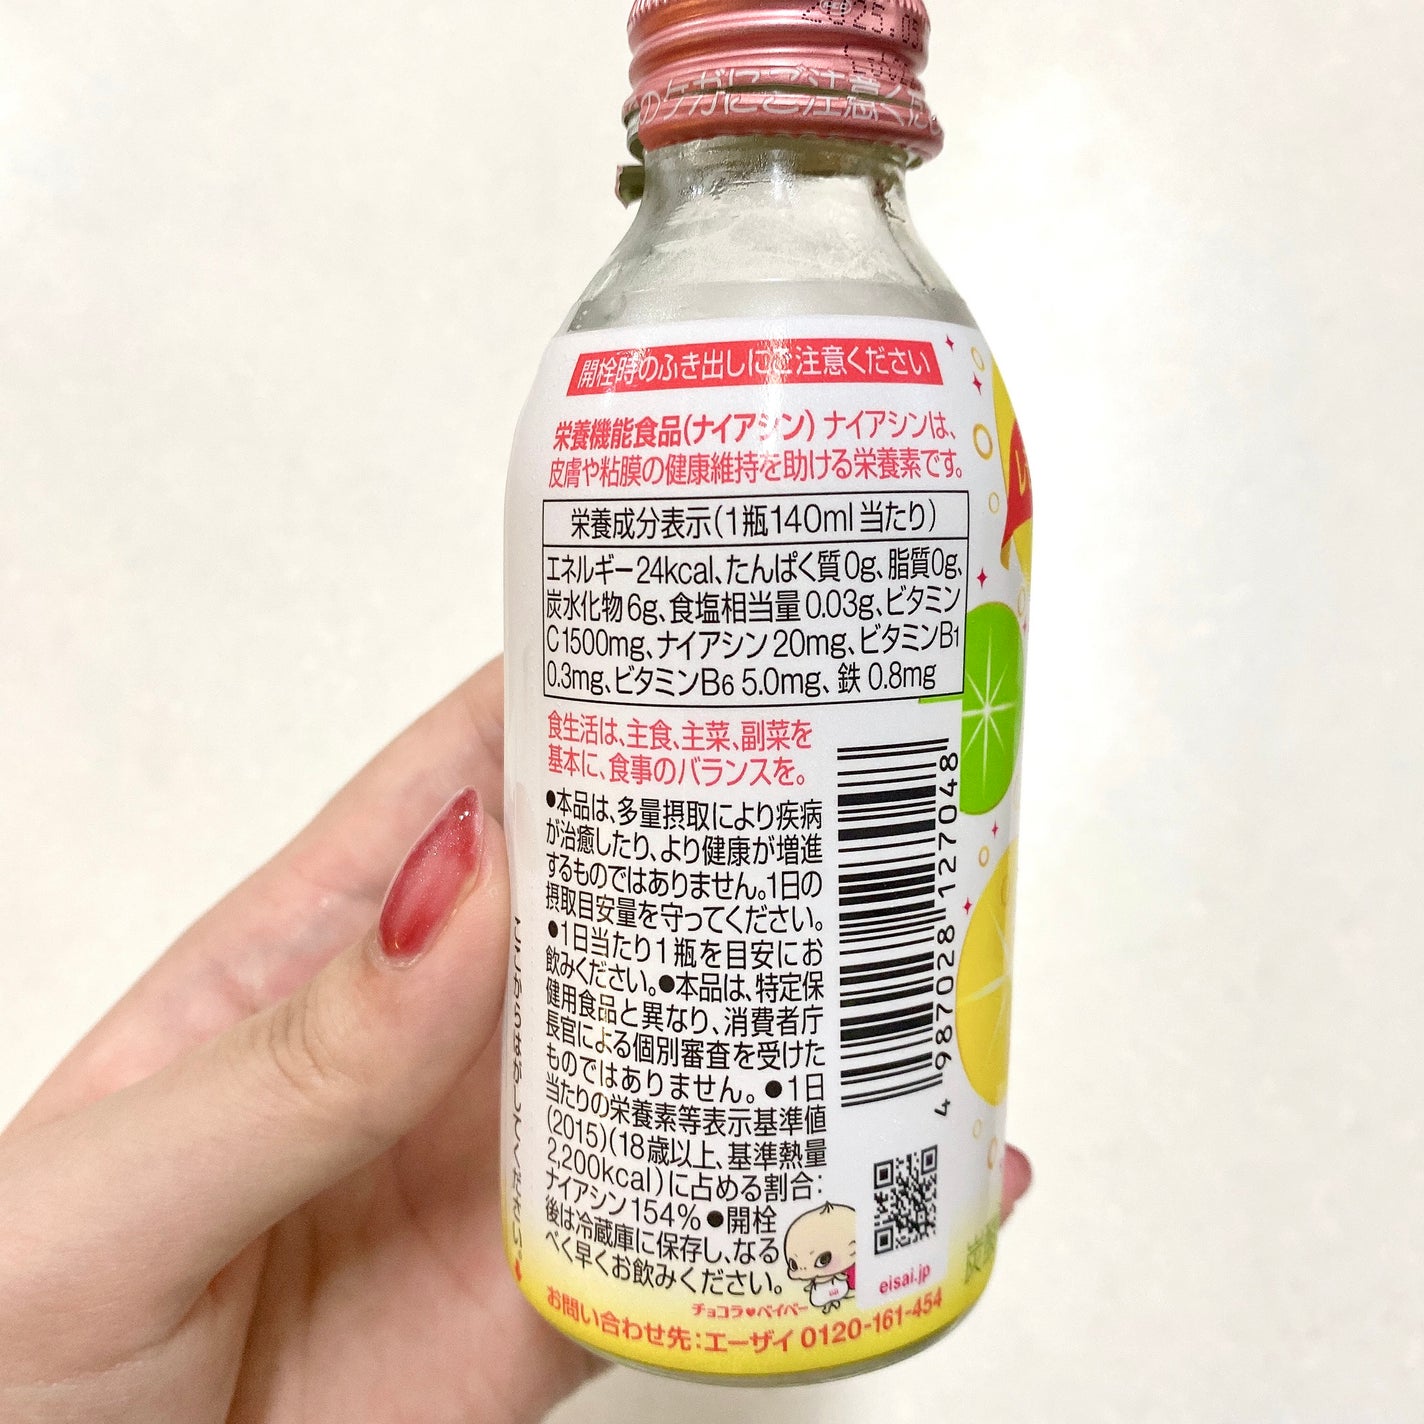 2025.05
のケガにご注意くだ
開栓時のふき出しにご注意ください
栄養機能食品(ナイアシン) ナイアシンは、
皮膚や粘膜の健康維持を助ける栄養素です。
栄養成分表示(1瓶140ml当たり)
エネルギー24kcal、たんぱく質0g、脂質0g、
炭水化物6g、食塩相当量0.03g、ビタミン
C1500mg、ナイアシン20mg、ビタミンB1
0.3mg、ビタミンB6 5.0mg、鉄0.8mg
食生活は、主食、主菜、副菜を
基本に、食事のバランスを。
●本品は、多量摂取により疾病
が治癒したり、より健康が増進
するものではありません。1日の
摂取目安量を守ってください。
●1日当たり1瓶を目安にお
飲みください。●本品は、特定保
健用食品と異なり、消費者庁
長官による個別審査を受けた
ものではありません。●1日
当たりの栄養素等表示基準値
(2015)(18歳以上、基準熱量
2,200kcal)に占める割合:
ナイアシン154% ●開栓
後は冷蔵庫に保存し、なる
べく早くお飲みください。
4 987028 127048
eisai.jp
チョコラ♥ベイベー
お問い合わせ先:エーザイ 0120-161-454